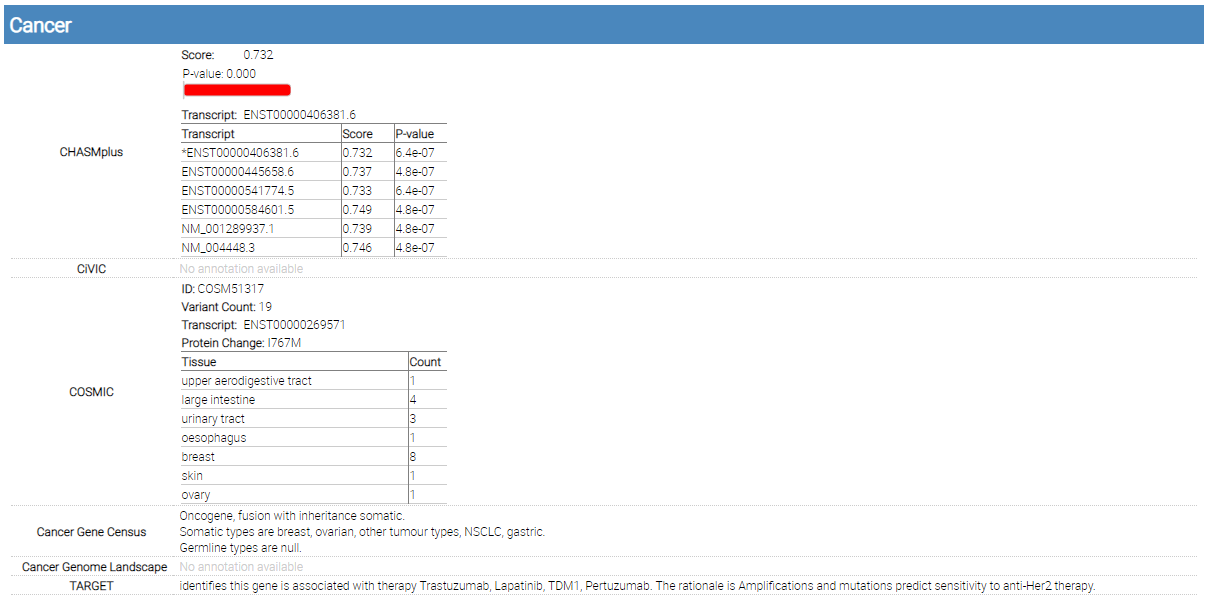 Cancer
CHASMplus
Score: 0.732
P-value: 0.000
Transcript: ENST00000406381.6
Transcript Score P-value
*ENST00000406381.6 0.732 6.4e-07
ENST00000445658.6 0.737 4.8e-07
ENST00000541774.5 0.733 6.4e-07
ENST00000584601.5 0.749 4.8e-07
NM_001289937.1 0.739 4.8e-07
NM_004448.3 0.746 4.8e-07
CiVIC No annotation available
COSMIC
ID: COSM51317
Variant Count: 19
Transcript: ENST00000269571
Protein Change: I767M
Tissue Count
upper aerodigestive tract 1
large intestine 4
urinary tract 3
oesophagus 1
breast 8
skin 1
ovary 1
Cancer Gene Census
Oncogene, fusion with inheritance somatic.
Somatic types are breast, ovarian, other tumour types, NSCLC, gastric.
Germline types are null.
Cancer Genome Landscape No annotation available
TARGET identifies this gene is associated with therapy Trastuzumab, Lapatinib, TDM1, Pertuzumab. The rationale is Amplifications and mutations predict sensitivity to anti-Her2 therapy.